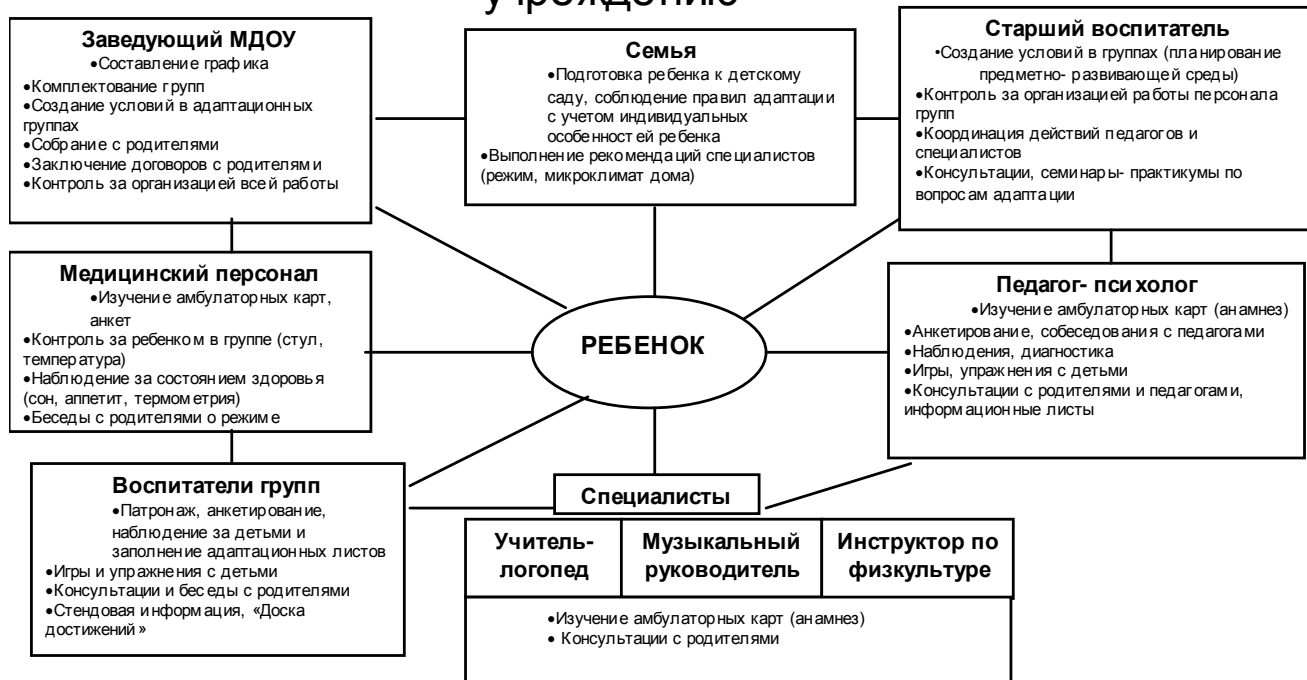 учреждению
Заведующий МДОУ
•Составление графика
•Комплектование групп
•Создание условий в адаптационных
группах
•Собрание с родителями
•Заключение договоров с родителями
•Контроль за организацией всей работы
Семья
•Подготовка ребенка к детскому
саду, соблюдение правил адаптации
с учетом индивидуальных
особенностей ребенка
•Выполнение рекомендаций специалистов
(режим, микроклимат дома)
Старший воспитатель
•Создание условий в группах (планирование
предметно- развивающей среды)
•Контроль за организацией работы персонала
групп
•Координация действий педагогов и
специалистов
•Консультации, семинары- практикумы по
вопросам адаптации
Медицинский персонал
•Изучение амбулаторных карт,
анкет
•Контроль за ребенком в группе (стул,
температура)
•Наблюдение за состоянием здоровья
(сон, аппетит, термометрия)
•Беседы с родителями о режиме
РЕБЕНОК
Педагог- психолог
•Изучение амбулаторных карт (анамнез)
•Анкетирование, собеседования с педагогами
•Наблюдения, диагностика
•Игры, упражнения с детьми
•Консультации с родителями и педагогами,
информационные листы
Воспитатели групп
•Патронаж, анкетирование,
наблюдение за детьми и
заполнение адаптационных листов
•Игры и упражнения с детьми
•Консультации и беседы с родителями
•Стендовая информация, «Доска
достижений»
Специалисты
Учитель-
логопед
Музыкальный
руководитель
Инструктор по
физкультуре
•Изучение амбулаторных карт (анамнез)
• Консультации с родителями